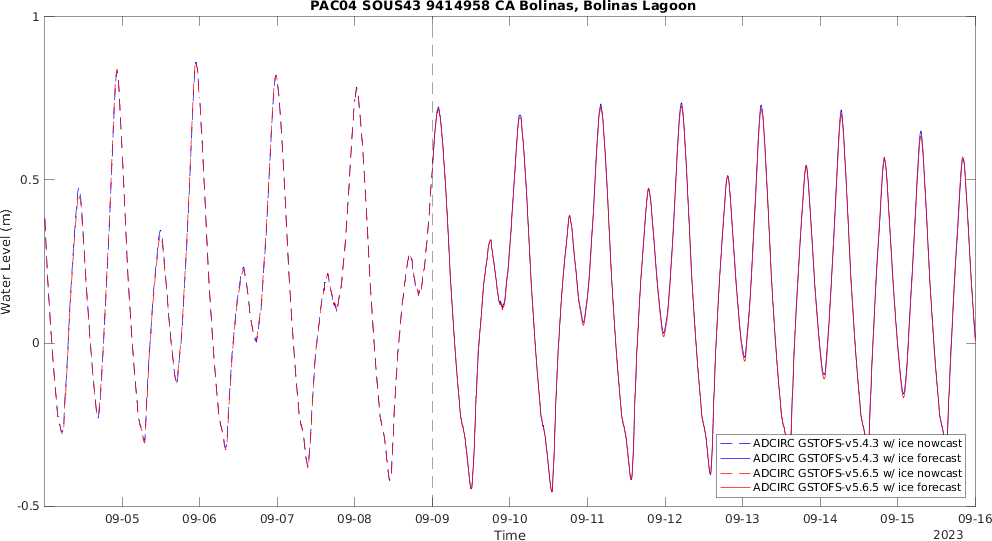 PAC04 SOUS43 9414958 CA Bolinas, Bolinas Lagoon
1
0.5
0
-0.5
Water Level (m)
ADCIRC GSTOFS-v5.4.3 w/ ice nowcast
ADCIRC GSTOFS-v5.4.3 w/ ice forecast
ADCIRC GSTOFS-v5.6.5 w/ ice nowcast
ADCIRC GSTOFS-v5.6.5 w/ ice forecast
09-05 09-06 09-07 09-08 09-09 09-10 09-11 09-12 09-13 09-14 09-15 09-16
Time
2023